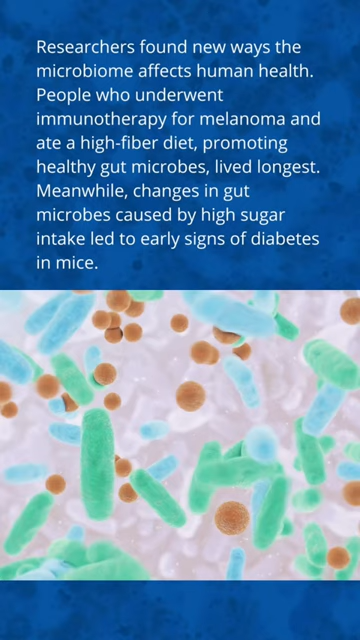 Researchers found new ways the
microbiome affects human health.
People who underwent
immunotherapy for melanoma and
ate a high-fiber diet, promoting
healthy gut microbes, lived longest.
Meanwhile, changes in gut
microbes caused by high sugar
intake led to early signs of diabetes
in mice.